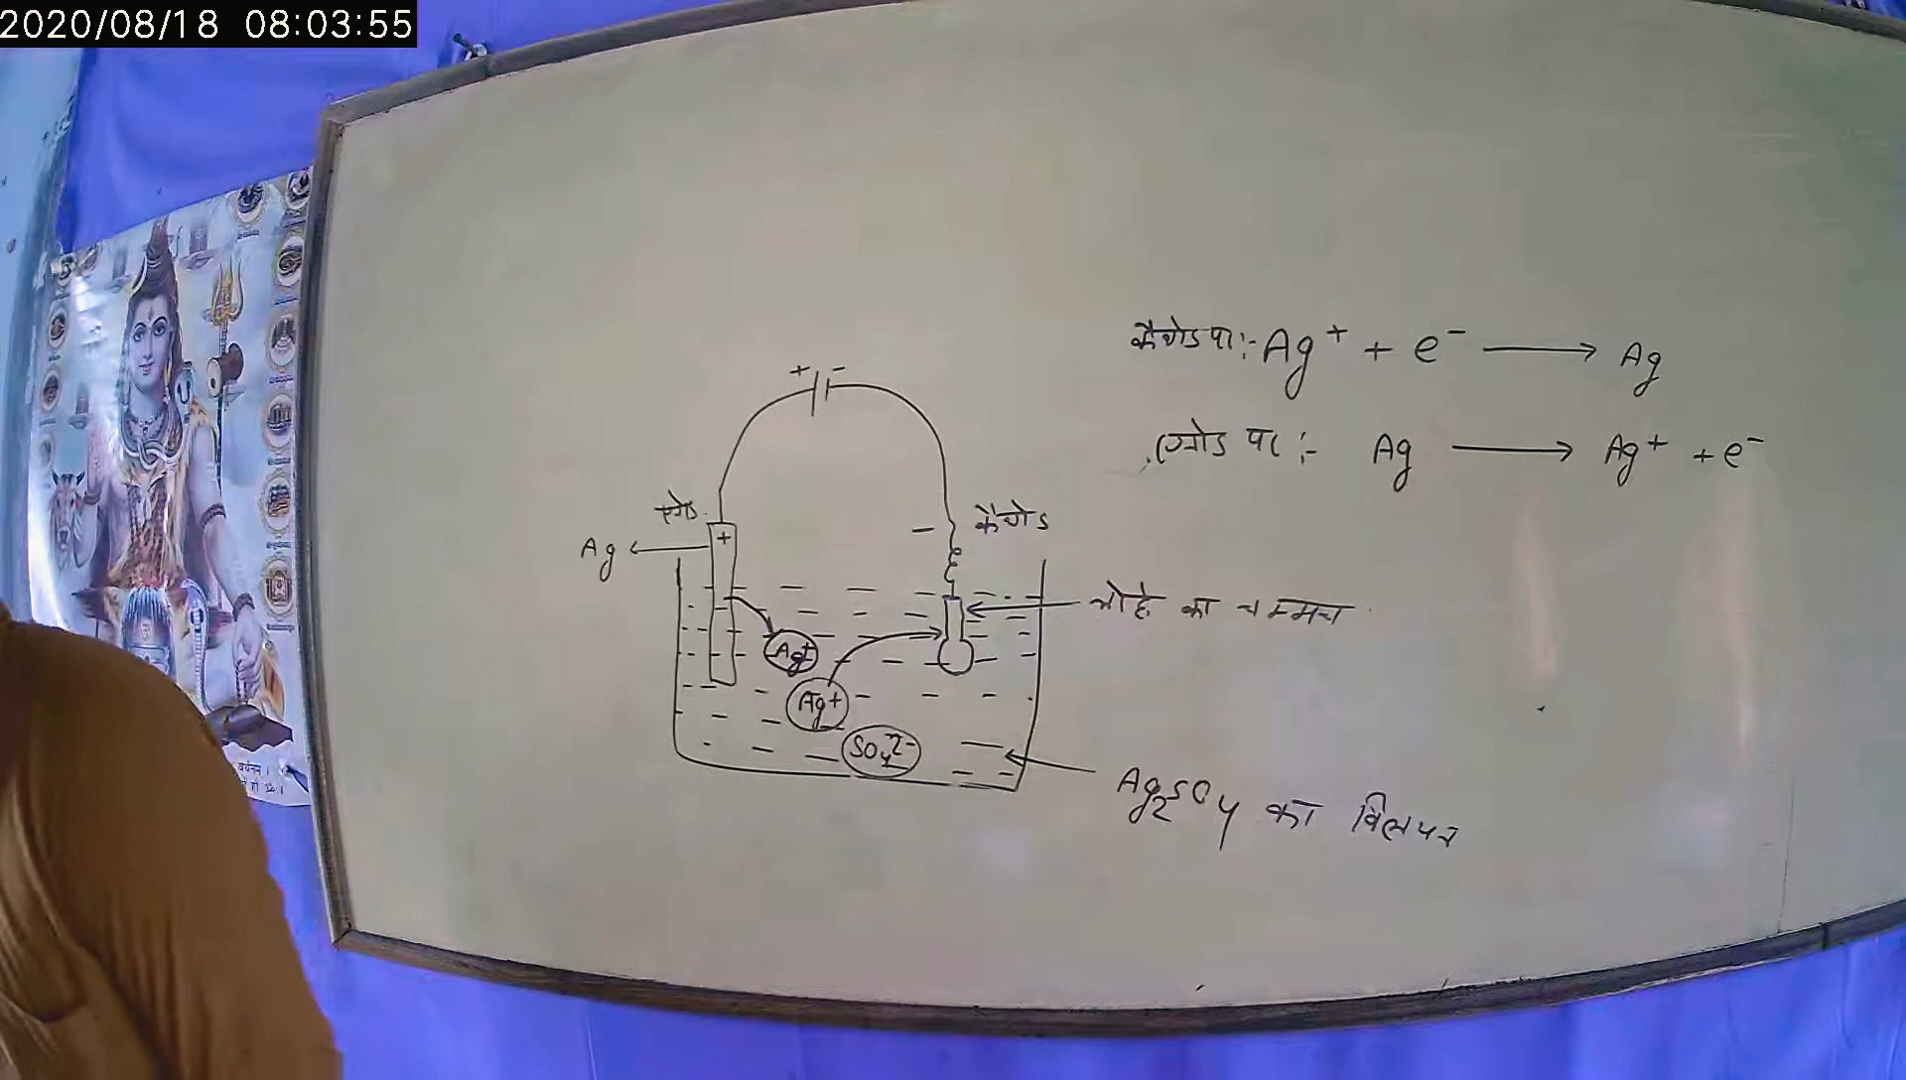 2020/08/18 08:03:55
कैथोड पर:- Ag⁺ + e⁻ ⟶ Ag
एनोड पर :- Ag ⟶ Ag⁺ + e⁻
+ -
एनोड
+
Ag
- कैथोड
लोहे का चम्मच
Ag⁺
Ag⁺
SO₄²⁻
Ag₂SO₄ का विलयन